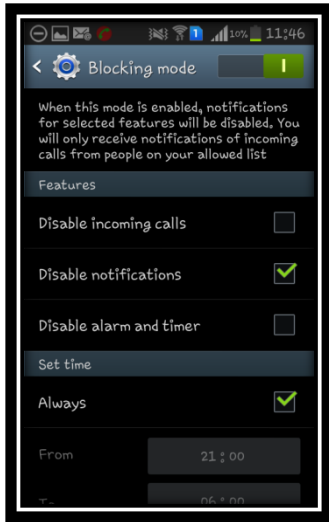 1 10% 11:46
< Blocking mode
When this mode is enabled, notifications
for selected features will be disabled. You
will only receive notifications of incoming
calls from people on your allowed list
Features
Disable incoming calls
Disable notifications
Disable alarm and timer
Set time
Always
From 21 : 00
To 06 : 00